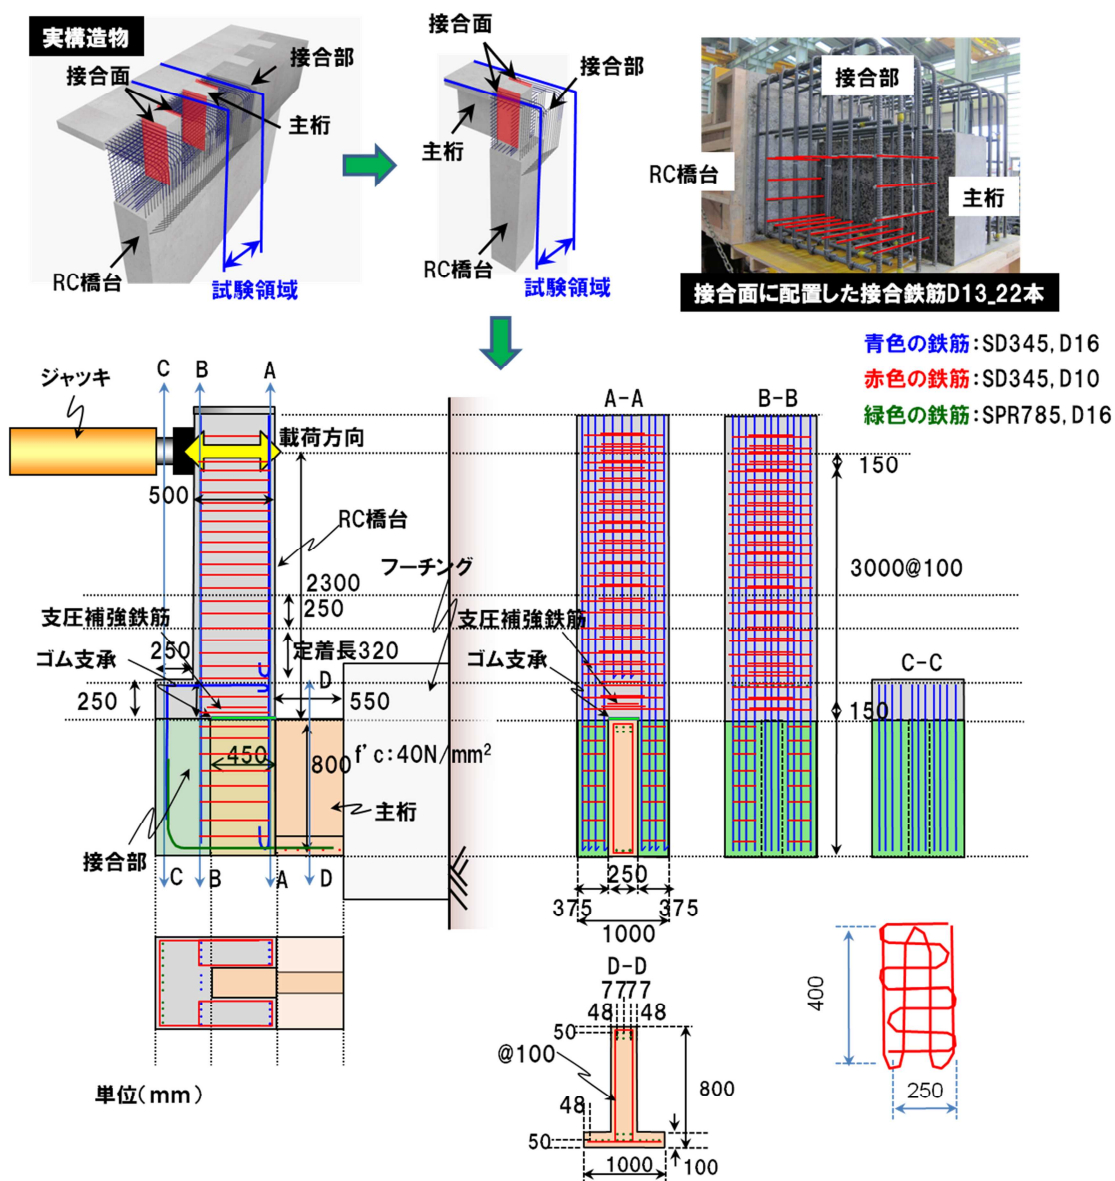 実構造物
接合面
接合部
主桁
RC橋台
試験領域
接合面
接合部
主桁
RC橋台
試験領域
接合部
RC橋台
主桁
接合面に配置した接合鉄筋D13_22本
青色の鉄筋:SD345,D16
赤色の鉄筋:SD345,D10
緑色の鉄筋:SPR785,D16
ジャッキ
C
B
A
載荷方向
500
RC橋台
2300
フーチング
250
支圧補強鉄筋
定着長320
ゴム支承
250
D
250
550
450
800
f'c:40N/mm2
主桁
接合部
C
B
A
D
A-A
B-B
150
3000@100
支圧補強鉄筋
ゴム支承
C-C
150
250
375
375
1000
D-D
7777
48
48
50
@100
800
48
50
1000
100
400
250
単位(mm)